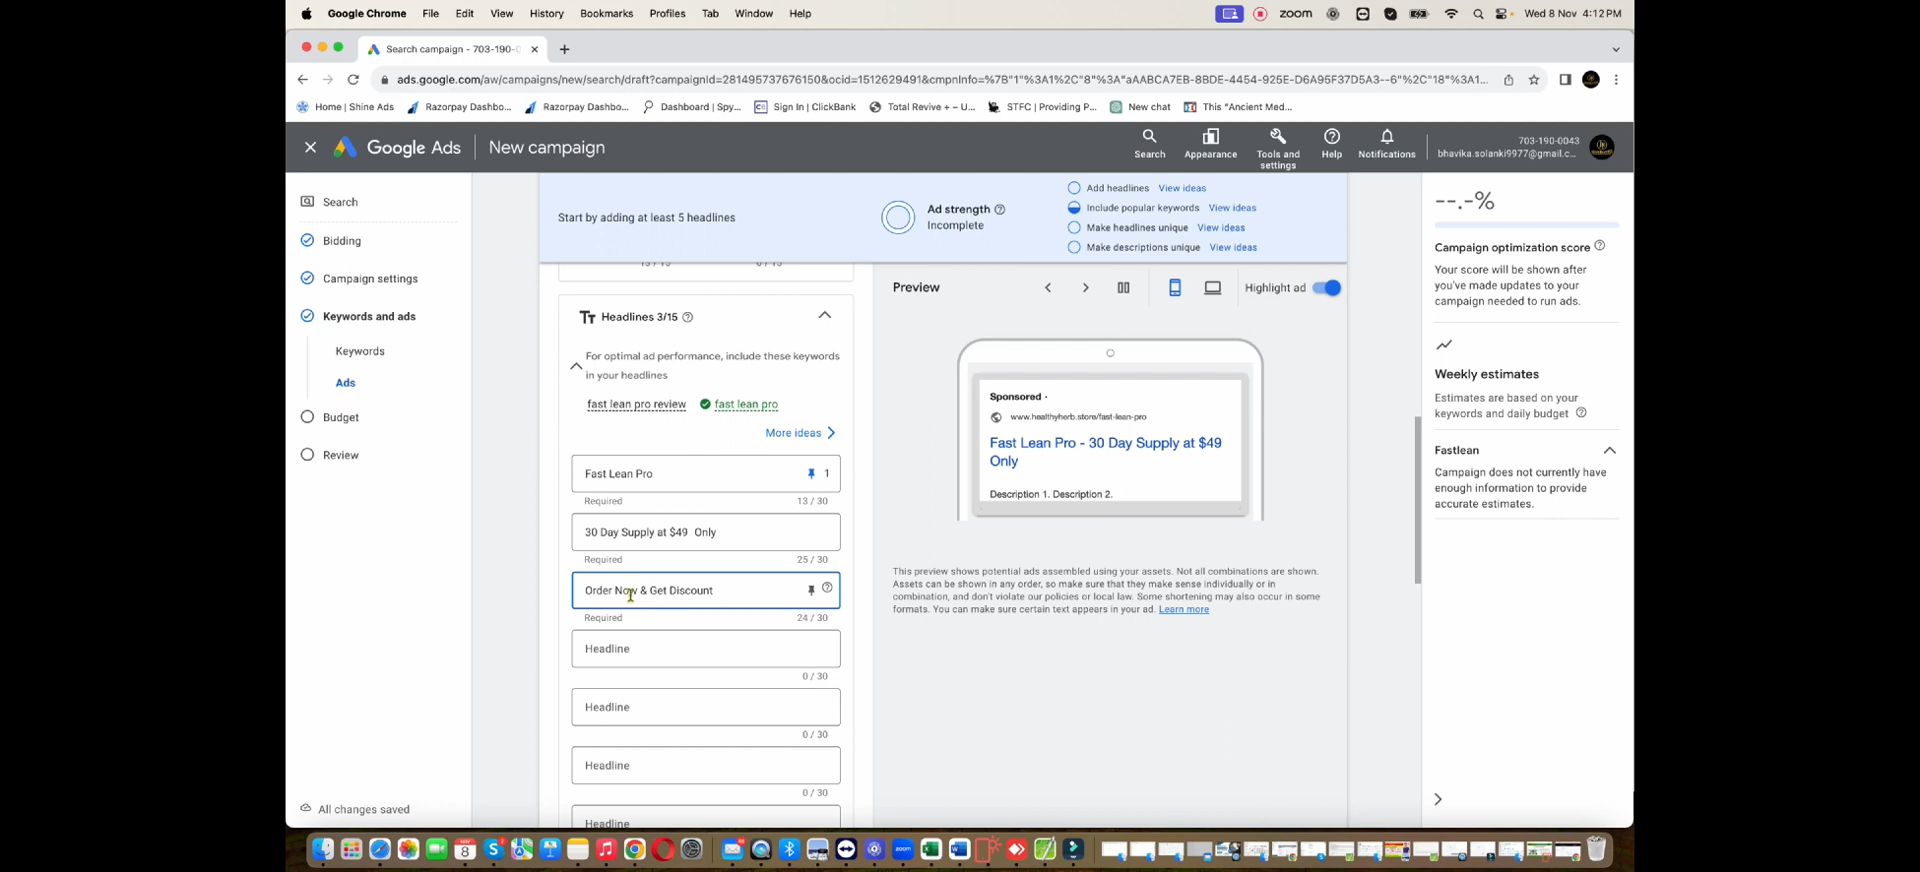 Google Chrome File Edit View History Bookmarks Profiles Tab Window Help zoom Wed 8 Nov 4:12 PM
Search campaign - 703-190-0
ads.google.com/aw/campaigns/new/search/draft?campaignId=281495737676150&ocid=1512629491&cmpnInfo=%7B"1"%3A1%2C"8"%3A"aAABCA7EB-8BDE-4454-925E-D6A95F37D5A3--6"%2C"18"%3A1...
Home | Shine Ads Razorpay Dashbo... Razorpay Dashbo... Dashboard | Spy... Sign In | ClickBank Total Revive + – U... STFC | Providing P... New chat This "Ancient Med...
Google Ads New campaign
Search Appearance Tools and settings Help Notifications
703-190-0043
bhavika.solanki9977@gmail.c...
Search
Bidding
Campaign settings
Keywords and ads
Keywords
Ads
Budget
Review
All changes saved
Start by adding at least 5 headlines
Ad strength
Incomplete
Add headlines View ideas
Include popular keywords View ideas
Make headlines unique View ideas
Make descriptions unique View ideas
Headlines 3/15
For optimal ad performance, include these keywords
in your headlines
fast lean pro review fast lean pro
More ideas
Fast Lean Pro 1
Required 13 / 30
30 Day Supply at $49 Only
Required 25 / 30
Order Now & Get Discount
Required 24 / 30
Headline
0 / 30
Headline
0 / 30
Headline
0 / 30
Headline
Preview
Highlight ad
Sponsored ·
www.healthyherb.store/fast-lean-pro
Fast Lean Pro - 30 Day Supply at $49
Only
Description 1. Description 2.
This preview shows potential ads assembled using your assets. Not all combinations are shown.
Assets can be shown in any order, so make sure that they make sense individually or in
combination, and don't violate our policies or local law. Some shortening may also occur in some
formats. You can make sure certain text appears in your ad. Learn more
--.-%
Campaign optimization score
Your score will be shown after
you've made updates to your
campaign needed to run ads.
Weekly estimates
Estimates are based on your
keywords and daily budget
Fastlean
Campaign does not currently have
enough information to provide
accurate estimates.